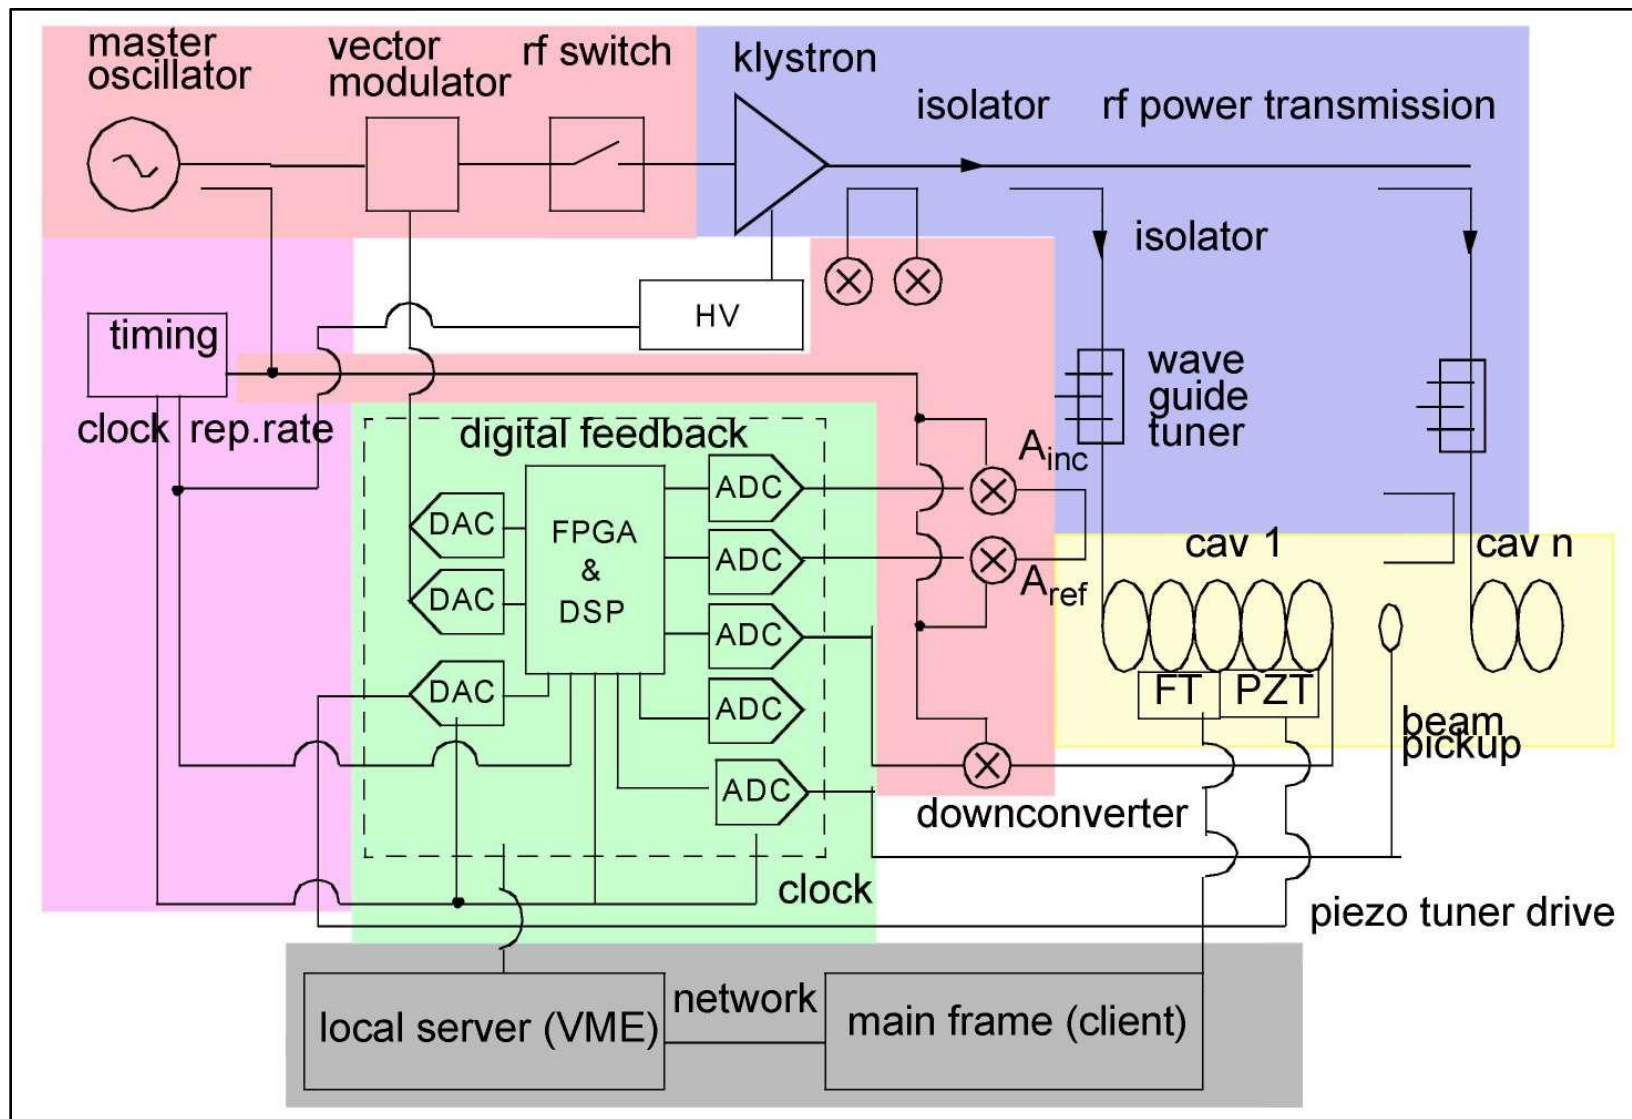 master
oscillator
vector
modulator
rf switch
klystron
isolator
rf power transmission
isolator
HV
timing
clock
rep.rate
wave
guide
tuner
digital feedback
A inc
ADC
DAC
FPGA
&
DSP
ADC
A ref
cav 1
cav n
DAC
ADC
DAC
ADC
FT
PZT
beam
pickup
ADC
downconverter
clock
piezo tuner drive
network
local server (VME)
main frame (client)